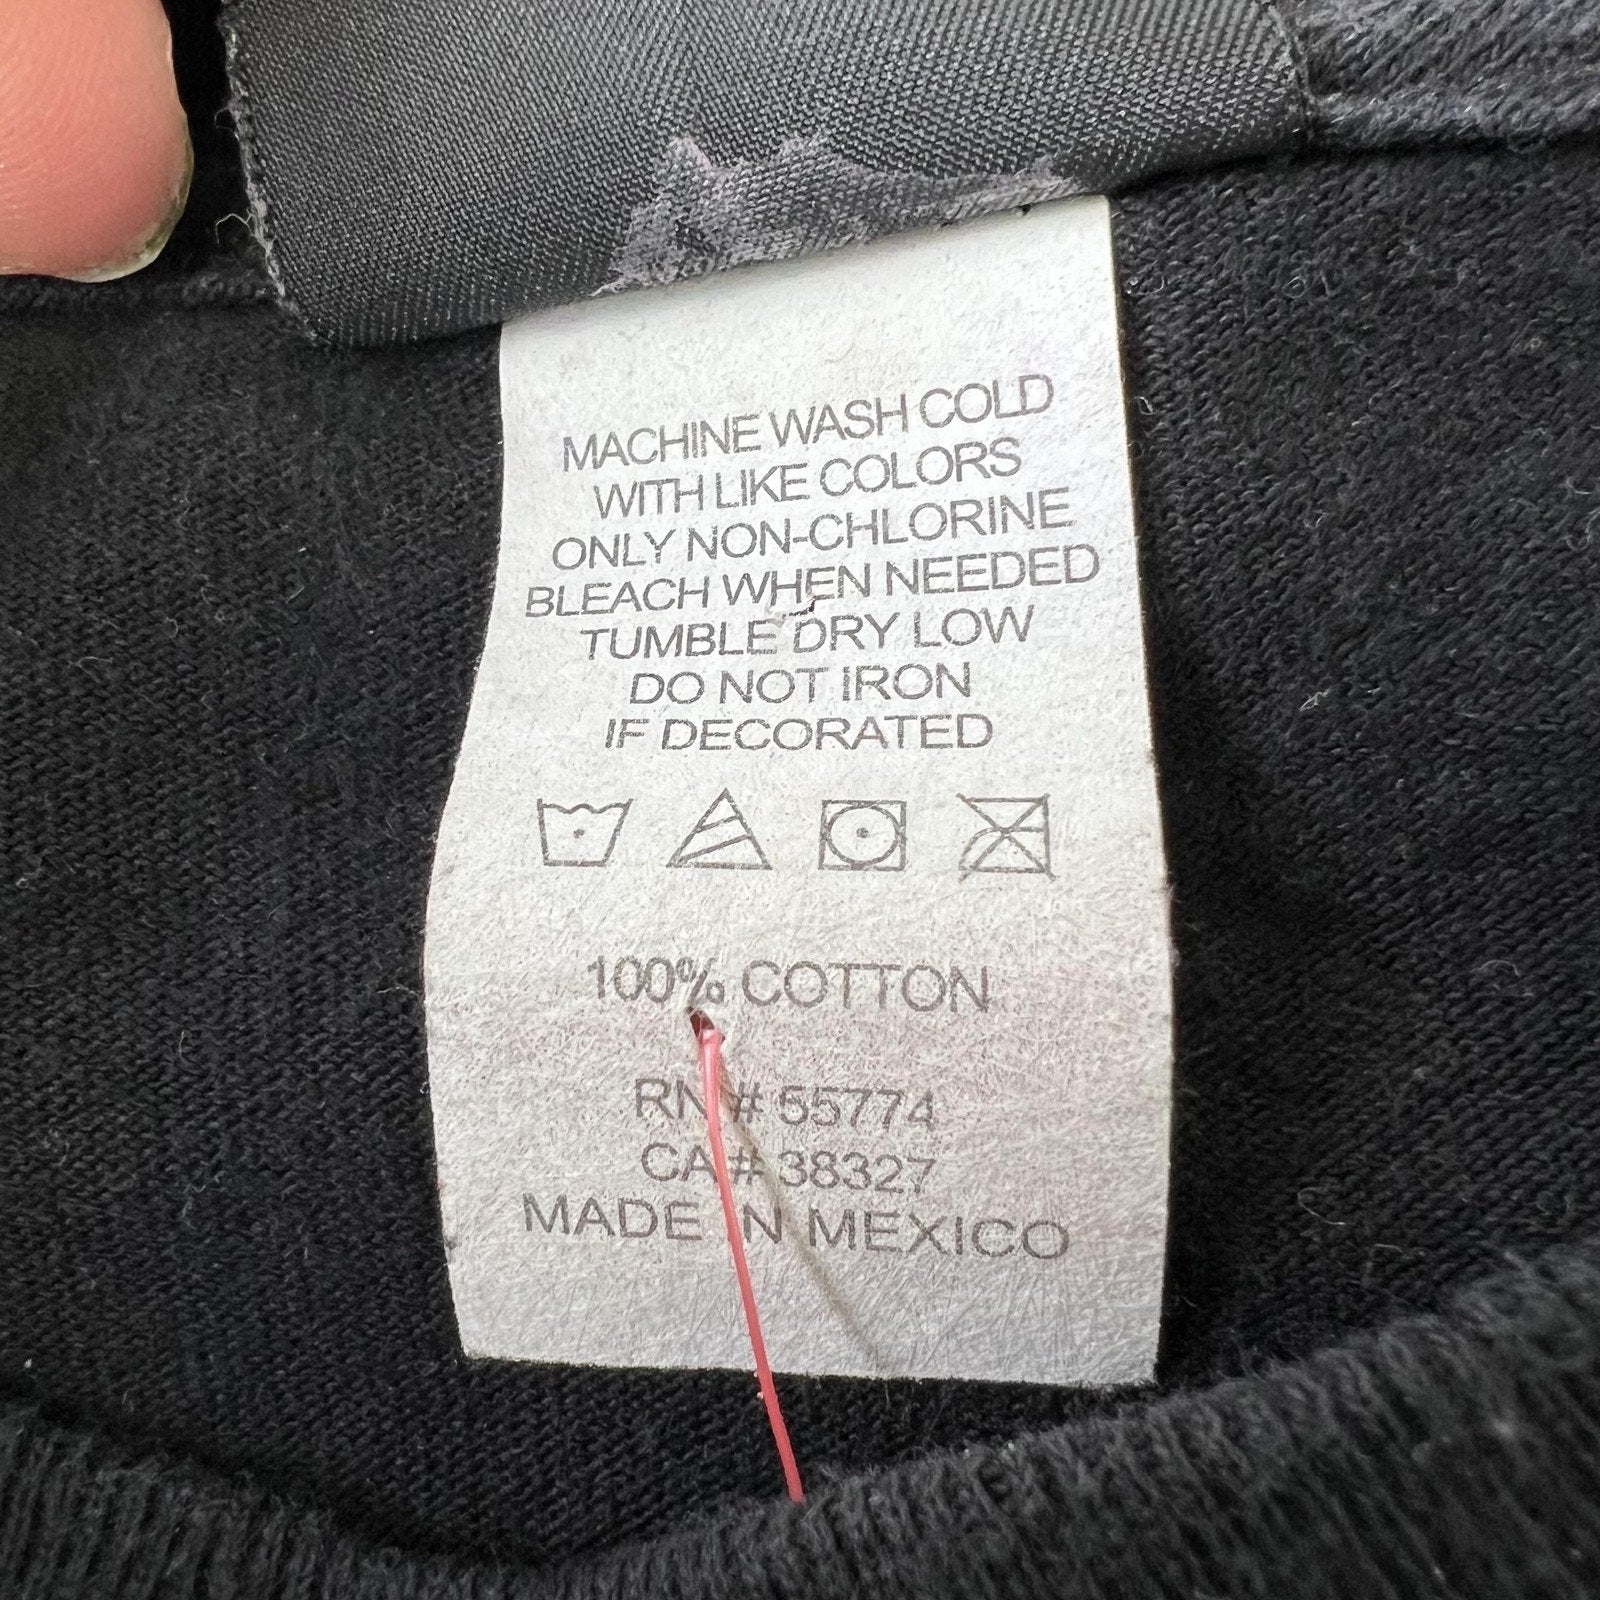 MACHINE WASH COLD
WITH LIKE COLORS
ONLY NON-CHLORINE
BLEACH WHEN NEEDED
TUMBLE DRY LOW
DO NOT IRON
IF DECORATED
100% COTTON
RN # 55774
CA # 38327
MADE IN MEXICO